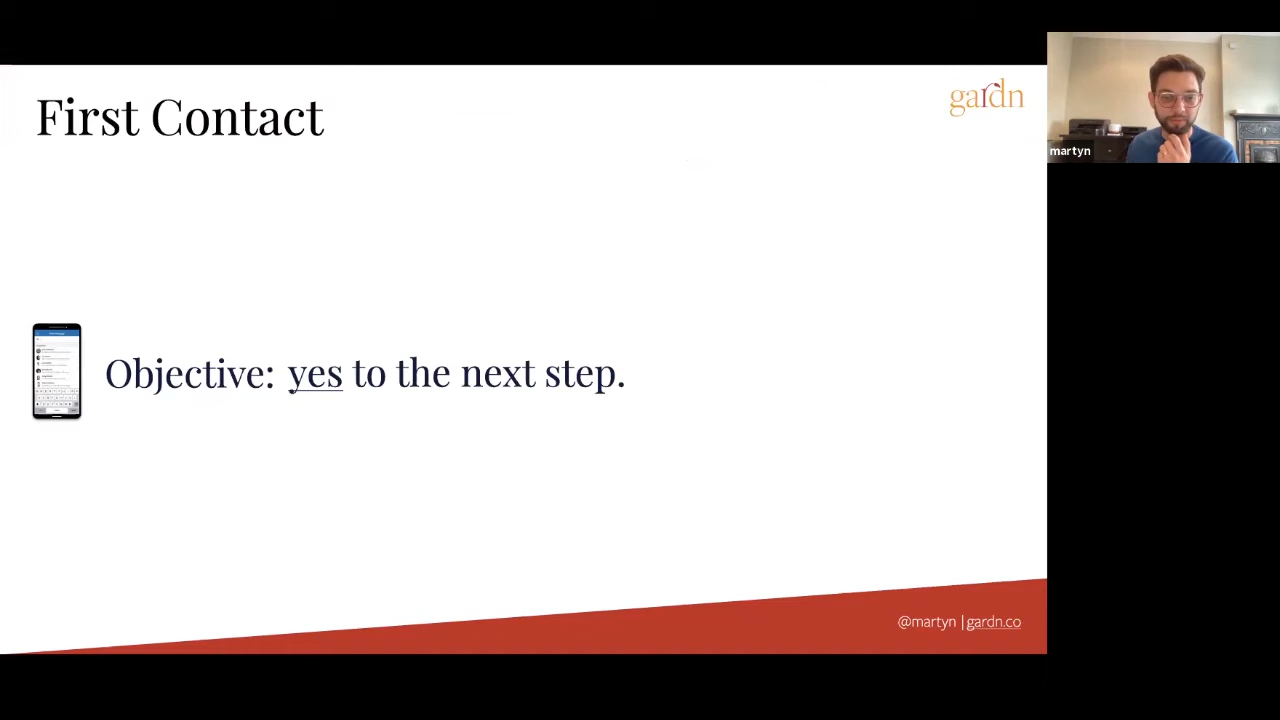 First Contact
gardn
martyn
Objective: yes to the next step.
@martyn | gardn.co